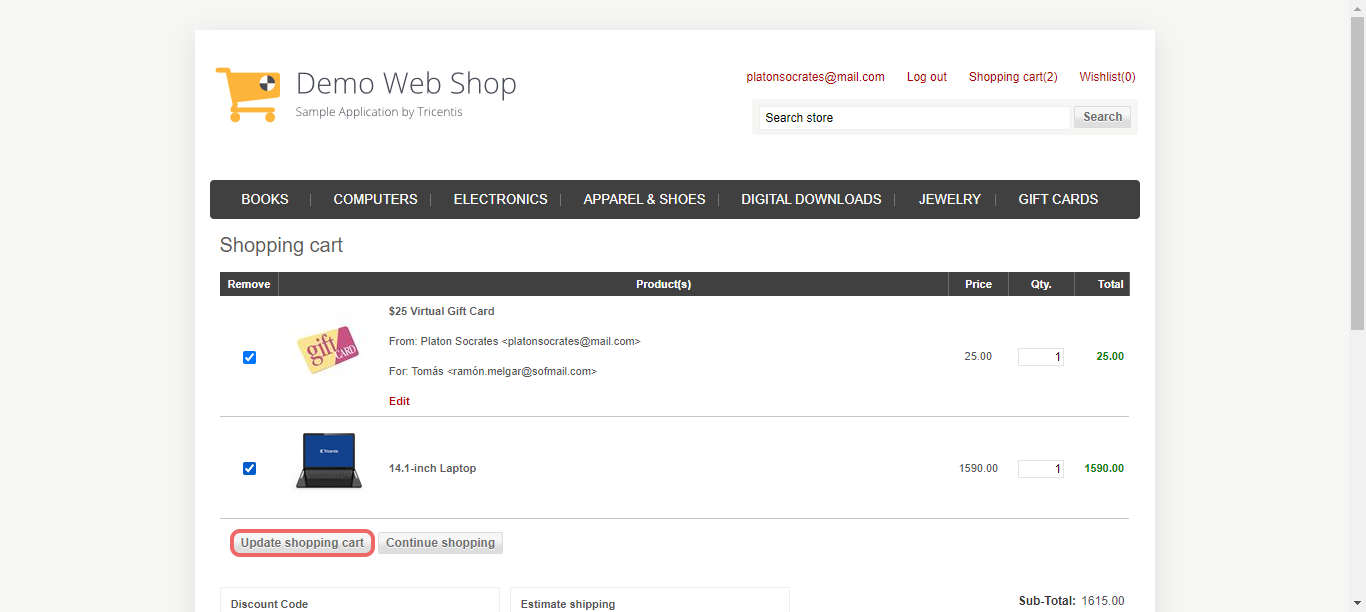 Demo Web Shop
Sample Application by Tricentis
platonsocrates@mail.com Log out Shopping cart(2) Wishlist(0)
Search store Search
BOOKS COMPUTERS ELECTRONICS APPAREL & SHOES DIGITAL DOWNLOADS JEWELRY GIFT CARDS
Shopping cart
Remove Product(s) Price Qty. Total
$25 Virtual Gift Card
From: Platon Socrates <platonsocrates@mail.com>
gift CARD 25.00 1 25.00
For: Tomás <ramón.melgar@sofmail.com>
Edit
Tricentis
14.1-inch Laptop 1590.00 1 1590.00
Update shopping cart Continue shopping
Discount Code Estimate shipping Sub-Total: 1615.00